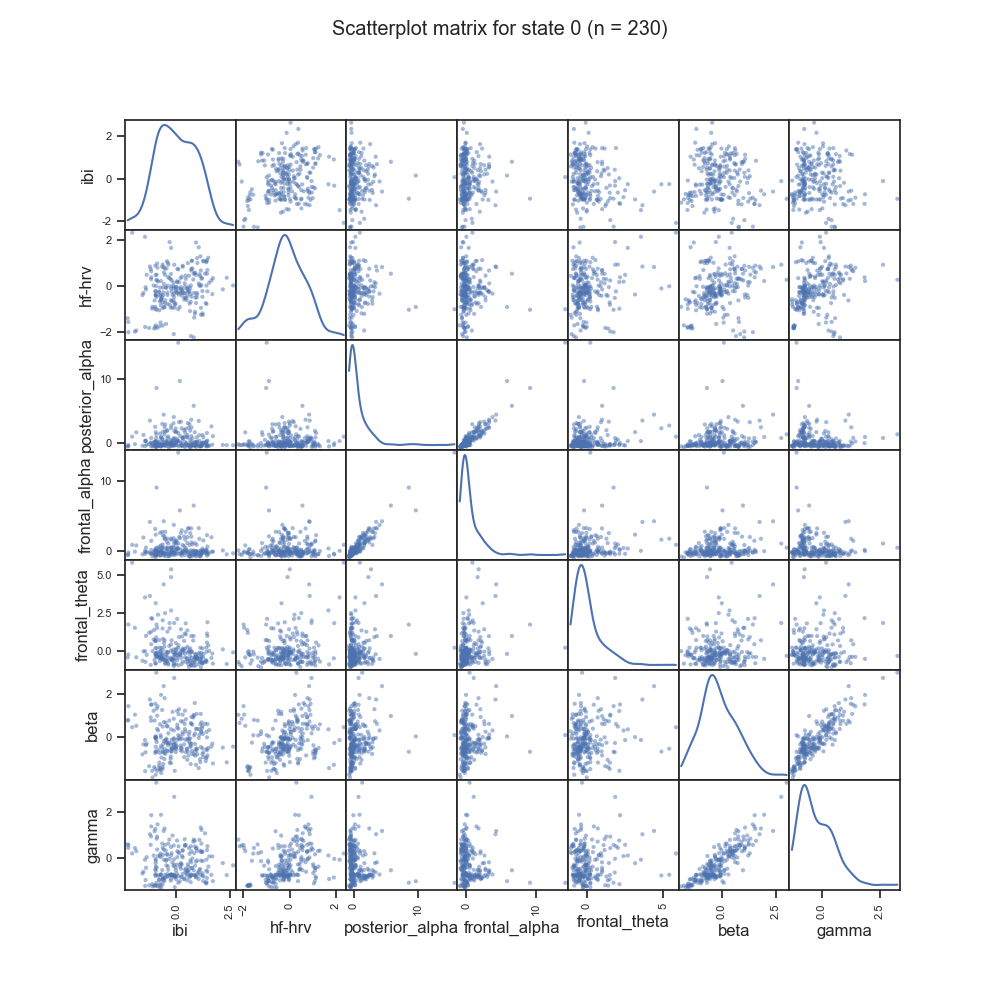 Scatterplot matrix for state 0 (n = 230)
ibi
2
0
-2
hf-hrv
2
0
−2
posterior_alpha
10
0
frontal_alpha
10
0
frontal_theta
5.0
2.5
0.0
beta
2
0
gamma
2
0
0.0 2.5 −2 0 2 0 10 0 10 0 5 0.0 2.5 0.0 2.5
ibi hf-hrv posterior_alpha frontal_alpha frontal_theta beta gamma